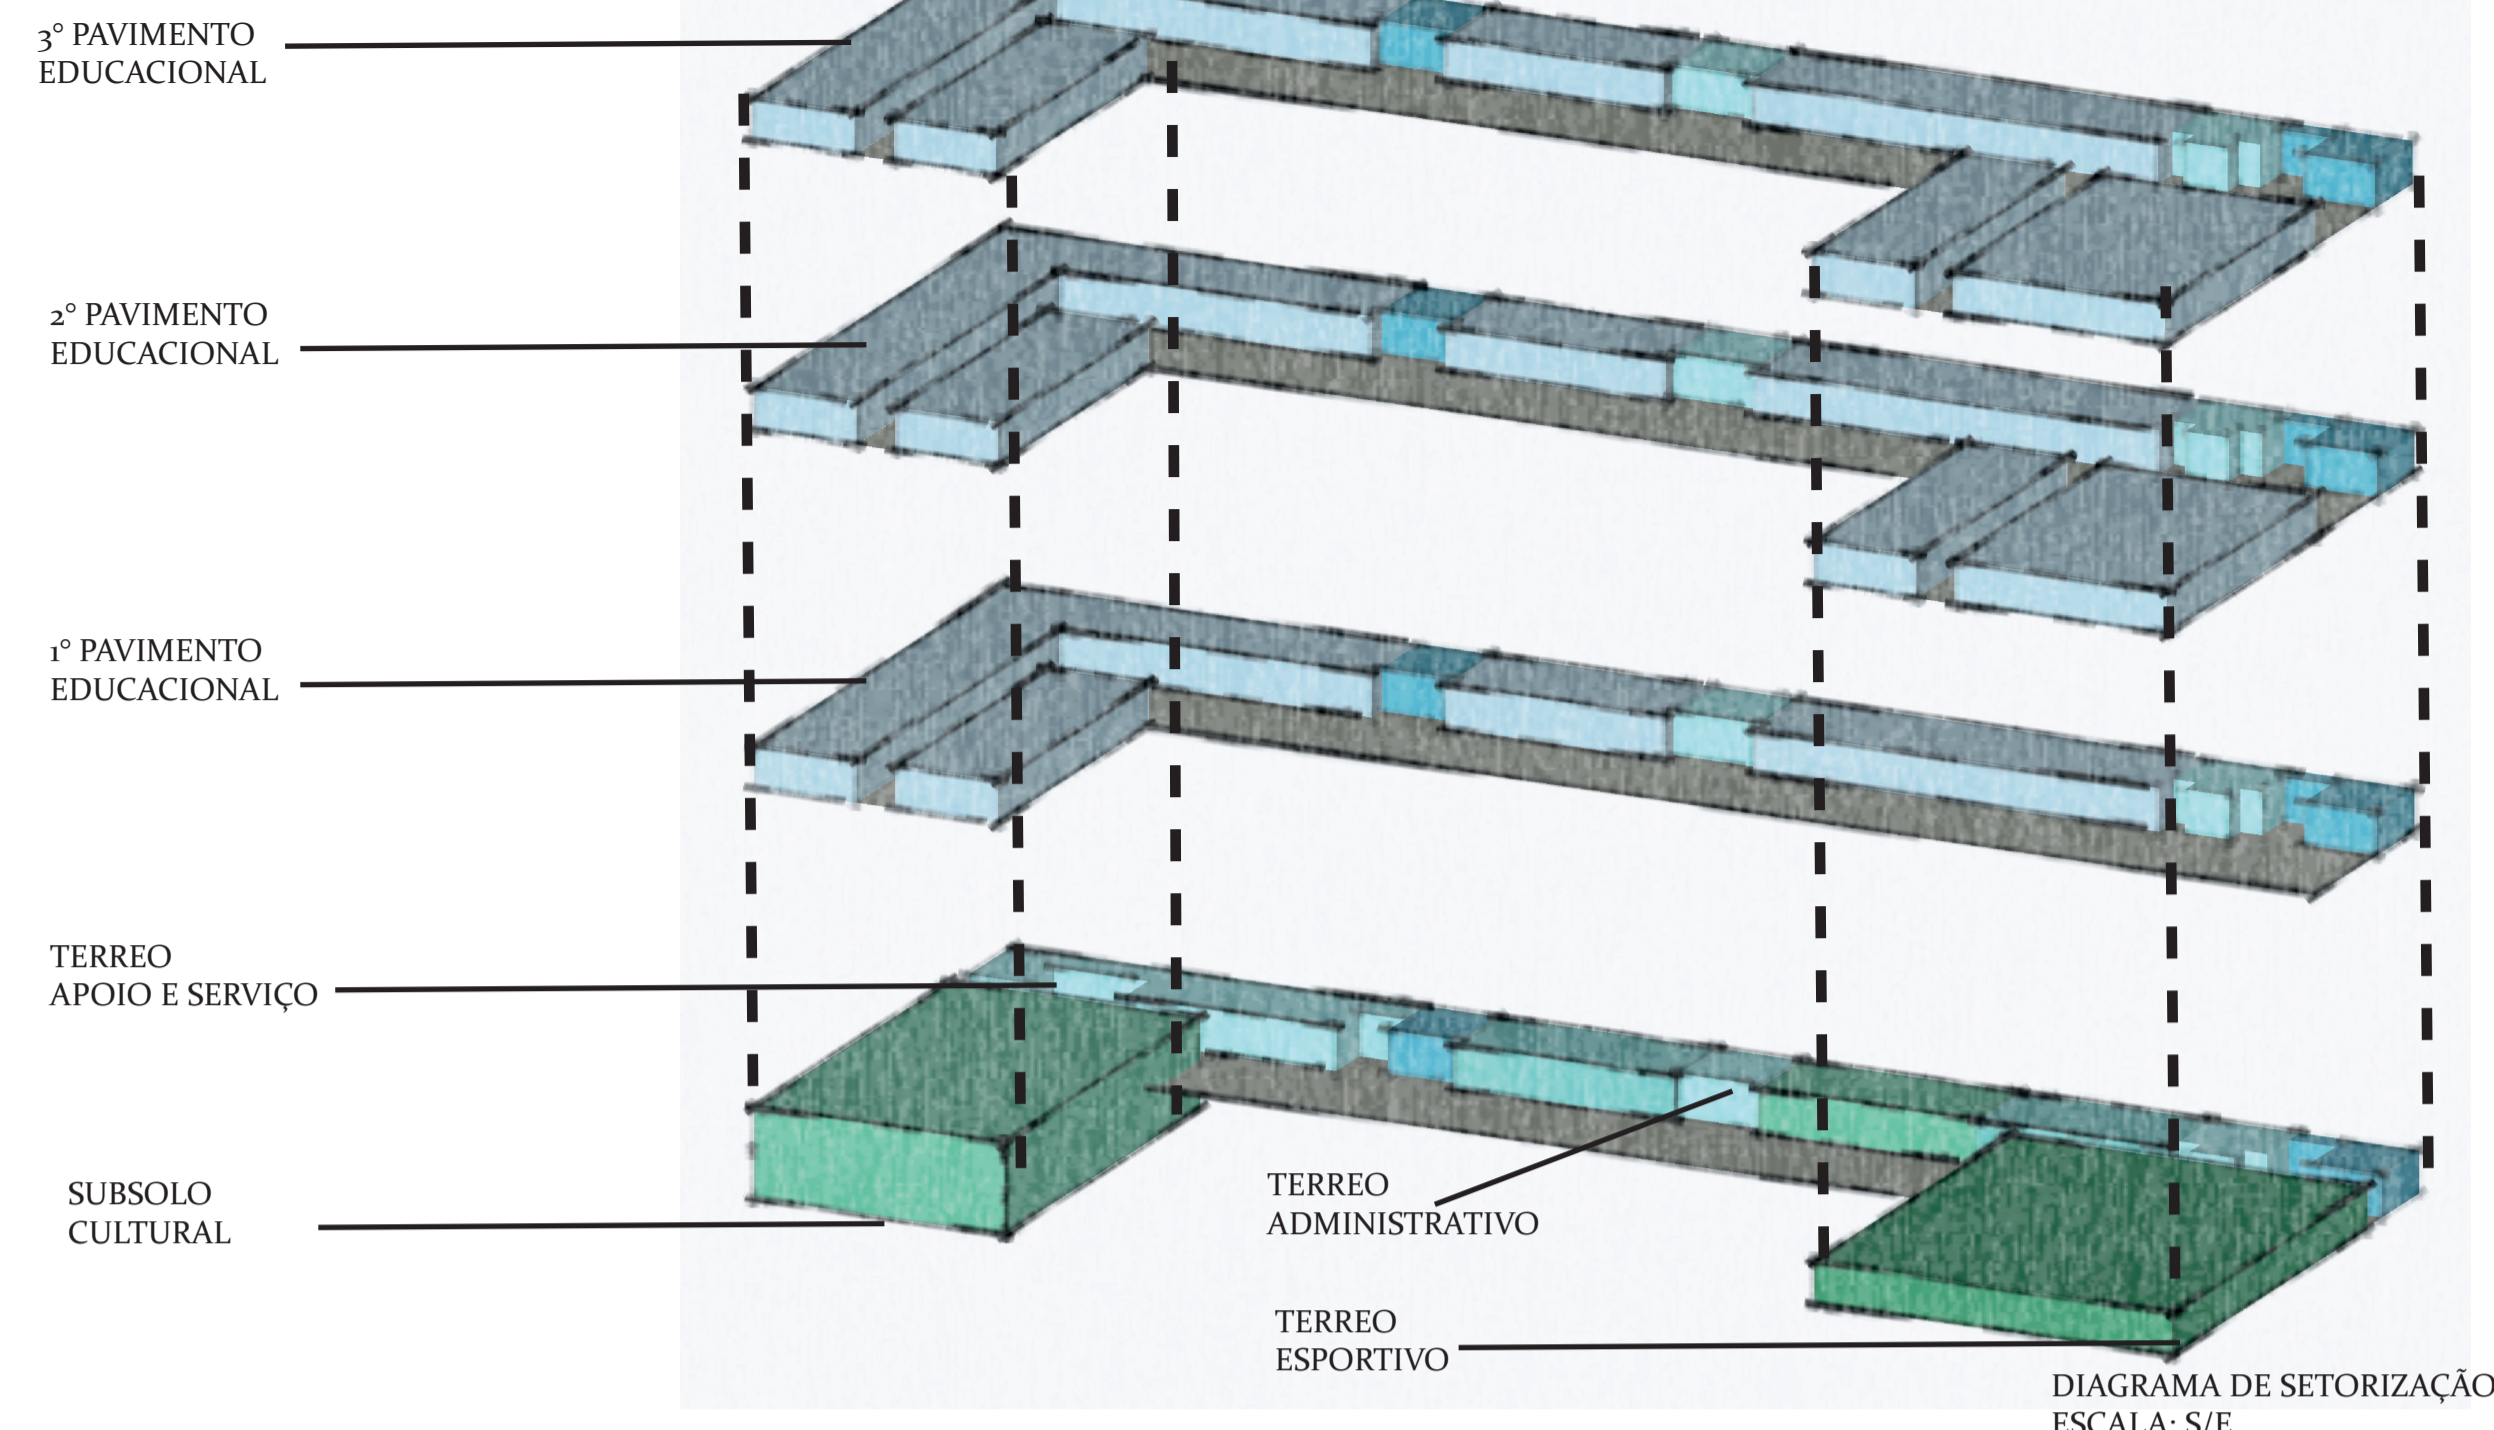 3° PAVIMENTO
EDUCACIONAL
2° PAVIMENTO
EDUCACIONAL
1° PAVIMENTO
EDUCACIONAL
TERREO
APOIO E SERVIÇO
SUBSOLO
CULTURAL
TERREO
ADMINISTRATIVO
TERREO
ESPORTIVO
DIAGRAMA DE SETORIZAÇÃO
ESCALA: S/E